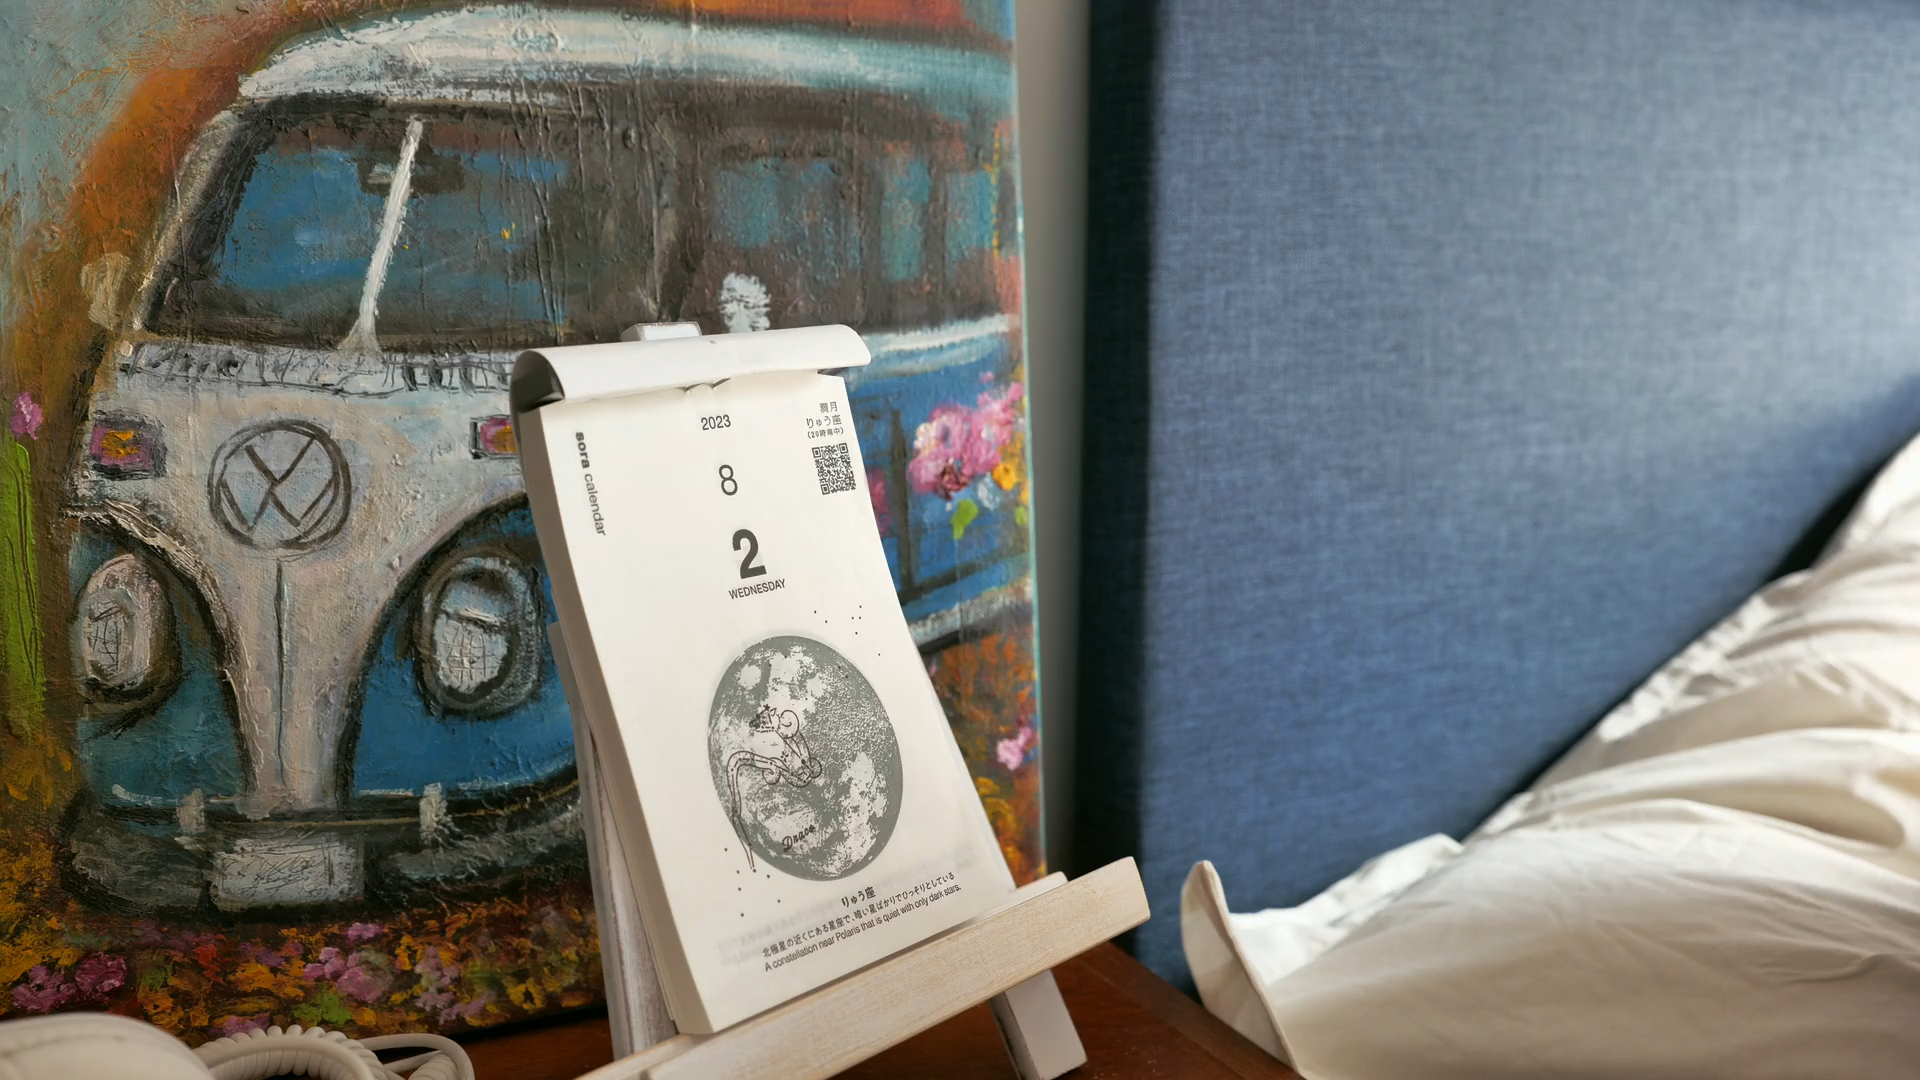 2023
満月
りゅう座
(20時南中)
sora calendar
8
2
WEDNESDAY
Draco
りゅう座
北極星の近くにある星座で、暗い星ばかりでひっそりとしている
A constellation near Polaris that is quiet with only dark stars.